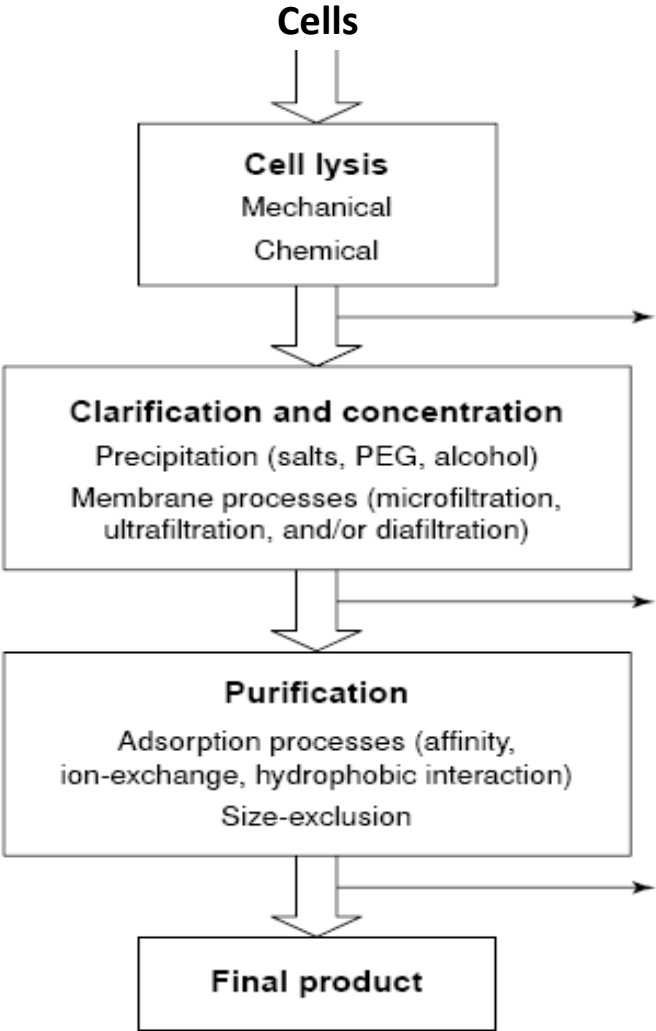 Cells
Cell lysis
Mechanical
Chemical
Clarification and concentration
Precipitation (salts, PEG, alcohol)
Membrane processes (microfiltration,
ultrafiltration, and/or diafiltration)
Purification
Adsorption processes (affinity,
ion-exchange, hydrophobic interaction)
Size-exclusion
Final product